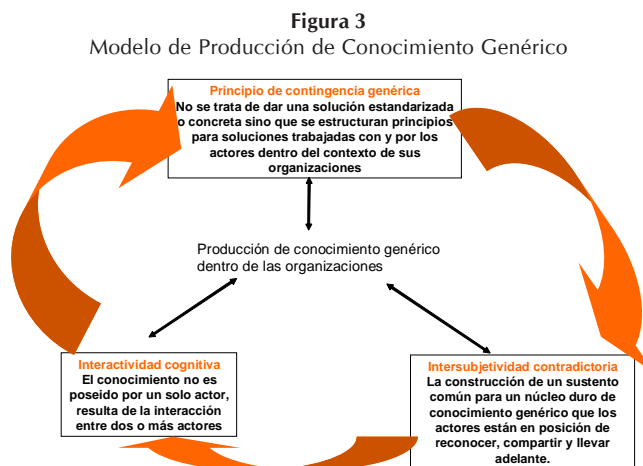 Figura 3
Modelo de Producción de Conocimiento Genérico
Principio de contingencia genérica
No se trata de dar una solución estandarizada
o concreta sino que se estructuran principios
para soluciones trabajadas con y por los
actores dentro del contexto de sus
organizaciones
Producción de conocimiento genérico
dentro de las organizaciones
Interactividad cognitiva
El conocimiento no es
poseido por un solo actor,
resulta de la interacción
entre dos o más actores
Intersubjetividad contradictoria
La construcción de un sustento
común para un núcleo duro de
conocimiento genérico que los
actores están en posición de
reconocer, compartir y llevar
adelante.